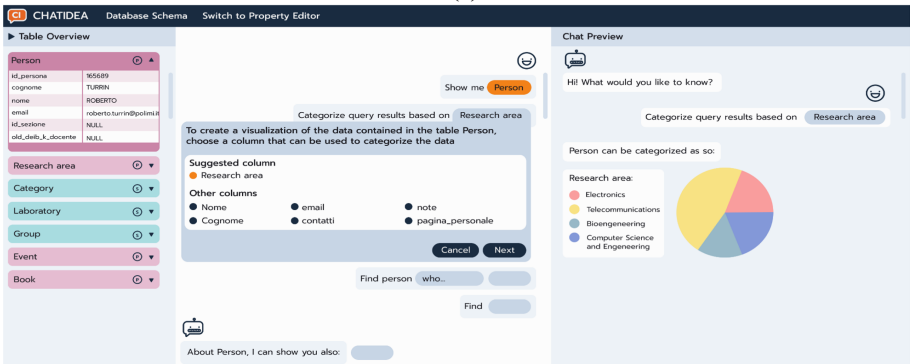 CI CHATIDEA Database Schema Switch to Property Editor
▶ Table Overview
Person P ▲
id_persona 165689
cognome TURRIN
nome ROBERTO
email roberto.turrin@polimi.it
id_sezione NULL
old_deib_k_docente NULL
Research area P ▼
Category S ▼
Laboratory S ▼
Group S ▼
Event P ▼
Book P ▼
Show me Person
Categorize query results based on Research area
To create a visualization of the data contained in the table Person,
choose a column that can be used to categorize the data
Suggested column
Research area
Other columns
Nome email note
Cognome contatti pagina_personale
Cancel Next
Find person who...
Find
About Person, I can show you also:
Chat Preview
Hi! What would you like to know?
Categorize query results based on Research area
Person can be categorized as so:
Research area:
Electronics
Telecommunications
Bioengeneering
Computer Science
and Engeneering